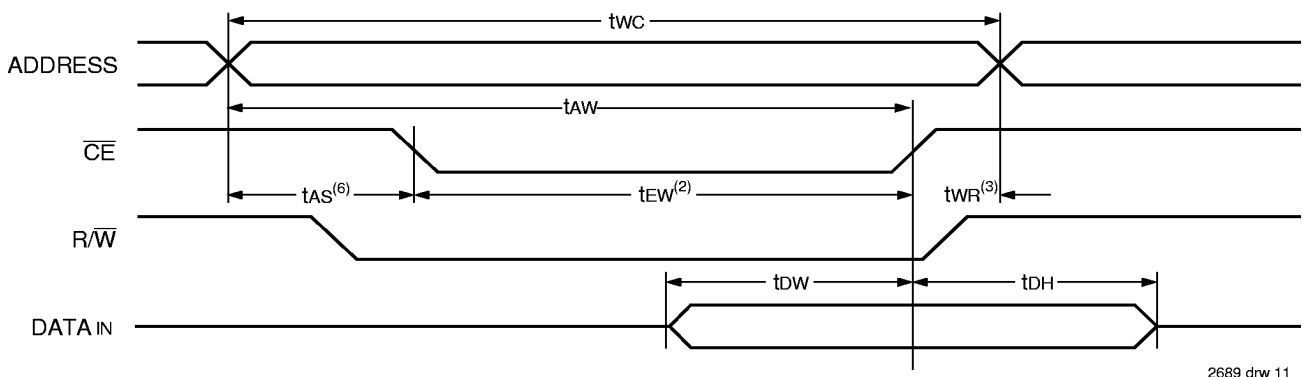 tWC
ADDRESS
tAW
CE
tAS(6)
tEW(2)
tWR(3)
R/W
tDW
tDH
DATA IN
2689 drw 11